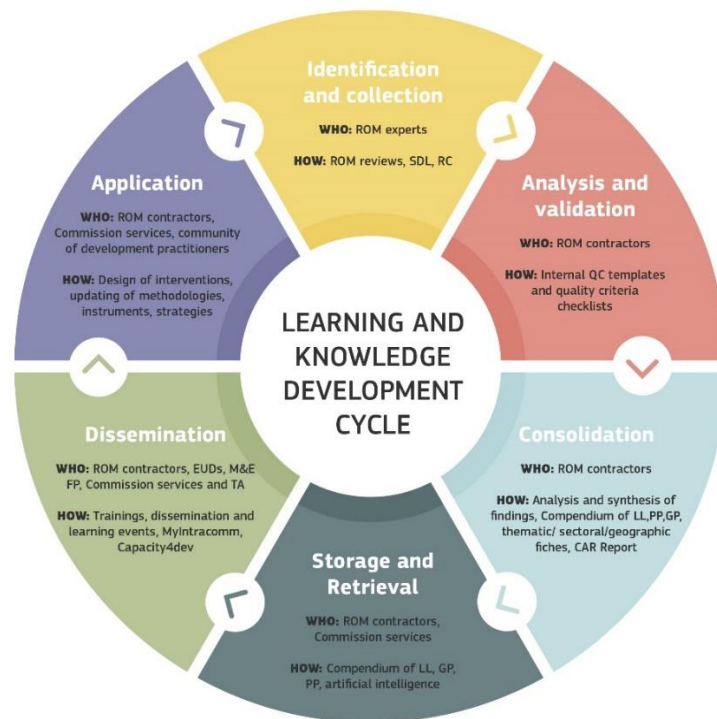 Identification
and collection
WHO: ROM experts
HOW: ROM reviews, SDL, RC
Analysis and
validation
WHO: ROM contractors
HOW: Internal QC templates
and quality criteria
checklists
Consolidation
WHO: ROM contractors
HOW: Analysis and synthesis of
findings, Compendium of LL,PP,GP,
thematic/ sectoral/geographic
fiches, CAR Report
Storage and
Retrieval
WHO: ROM contractors,
Commission services
HOW: Compendium of LL, GP,
PP, artificial intelligence
Dissemination
WHO: ROM contractors, EUDs, M&E
FP, Commission services and TA
HOW: Trainings, dissemination and
learning events, MyIntracomm,
Capacity4dev
Application
WHO: ROM contractors,
Commission services, community
of development practitioners
HOW: Design of interventions,
updating of methodologies,
instruments, strategies
LEARNING AND
KNOWLEDGE
DEVELOPMENT
CYCLE